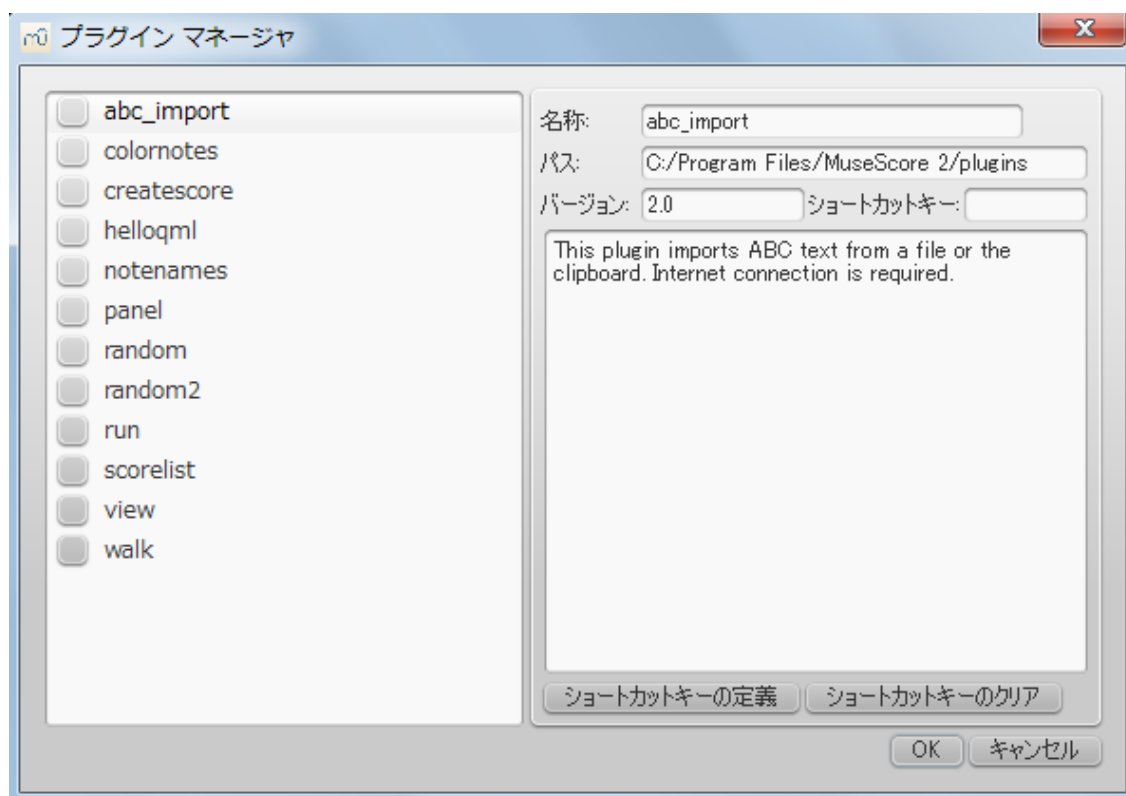 プラグイン マネージャ
abc_import
colornotes
createscore
helloqml
notenames
panel
random
random2
run
scorelist
view
walk
名称: abc_import
パス: C:/Program Files/MuseScore 2/plugins
バージョン: 2.0 ショートカットキー:
This plugin imports ABC text from a file or the
clipboard. Internet connection is required.
ショートカットキーの定義 ショートカットキーのクリア
OK キャンセル